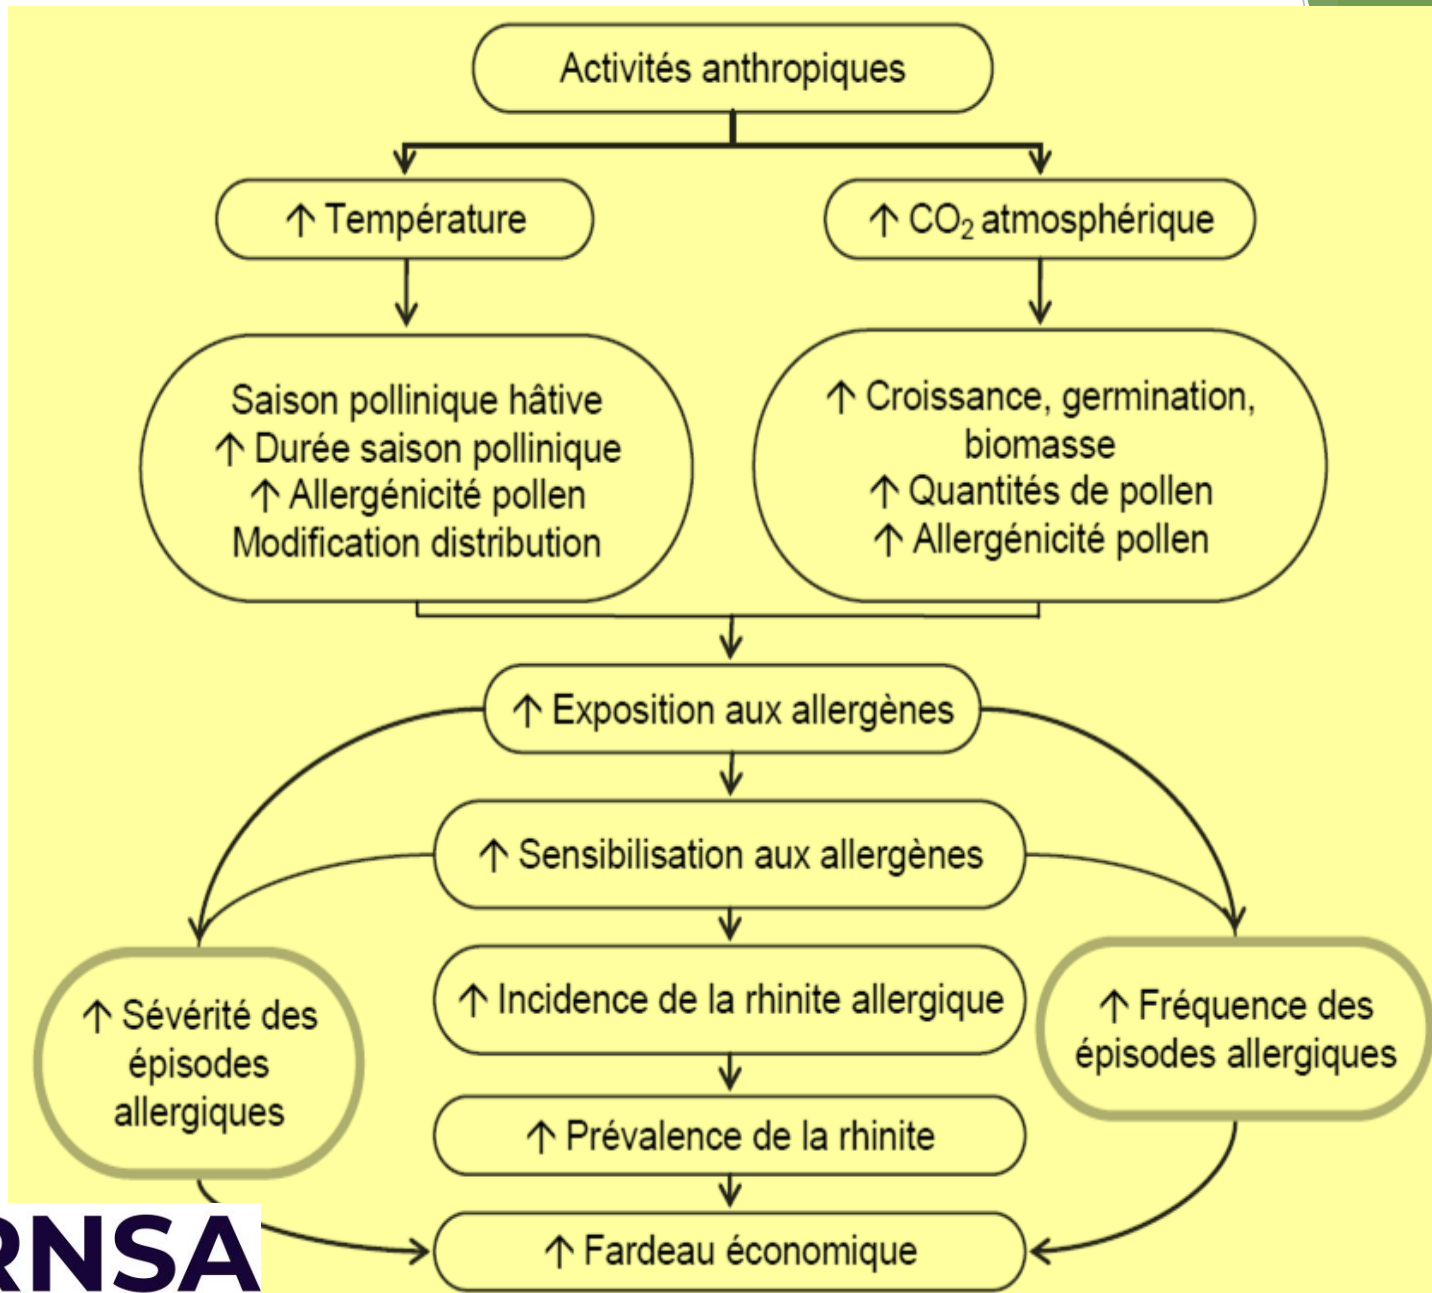 Activités anthropiques
↑ Température
↑ CO₂ atmosphérique
Saison pollinique hâtive
↑ Durée saison pollinique
↑ Allergénicité pollen
Modification distribution
↑ Croissance, germination,
biomasse
↑ Quantités de pollen
↑ Allergénicité pollen
↑ Exposition aux allergènes
↑ Sensibilisation aux allergènes
↑ Sévérité des
épisodes
allergiques
↑ Incidence de la rhinite allergique
↑ Fréquence des
épisodes allergiques
↑ Prévalence de la rhinite
↑ Fardeau économique
RNSA